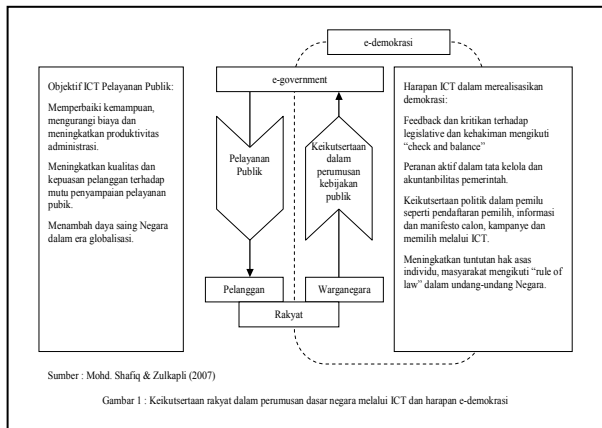 e-demokrasi
e-government
Objektif ICT Pelayanan Publik:
Memperbaiki kemampuan,
mengurangi biaya dan
meningkatkan produktivitas
administrasi.
Meningkatkan kualitas dan
kepuasan pelanggan terhadap
mutu penyampaian pelayanan
pubik.
Menambah daya saing Negara
dalam era globalisasi.
Pelayanan
Publik
Keikutsertaan
dalam
perumusan
kebijakan
publik
Pelanggan
Warganegara
Rakyat
Harapan ICT dalam merealisasikan
demokrasi:
Feedback dan kritikan terhadap
legislative dan kehakiman mengikuti
“check and balance”
Peranan aktif dalam tata kelola dan
akuntanbilitas pemerintah.
Keikutsertaan politik dalam pemilu
seperti pendaftaran pemilih, informasi
dan manifesto calon, kampanye dan
memilih melalui ICT.
Meningkatkan tuntutan hak asas
individu, masyarakat mengikuti “rule of
law” dalam undang-undang Negara.
Sumber : Mohd. Shafiq & Zulkapli (2007)
Gambar 1 : Keikutsertaan rakyat dalam perumusan dasar negara melalui ICT dan harapan e-demokrasi